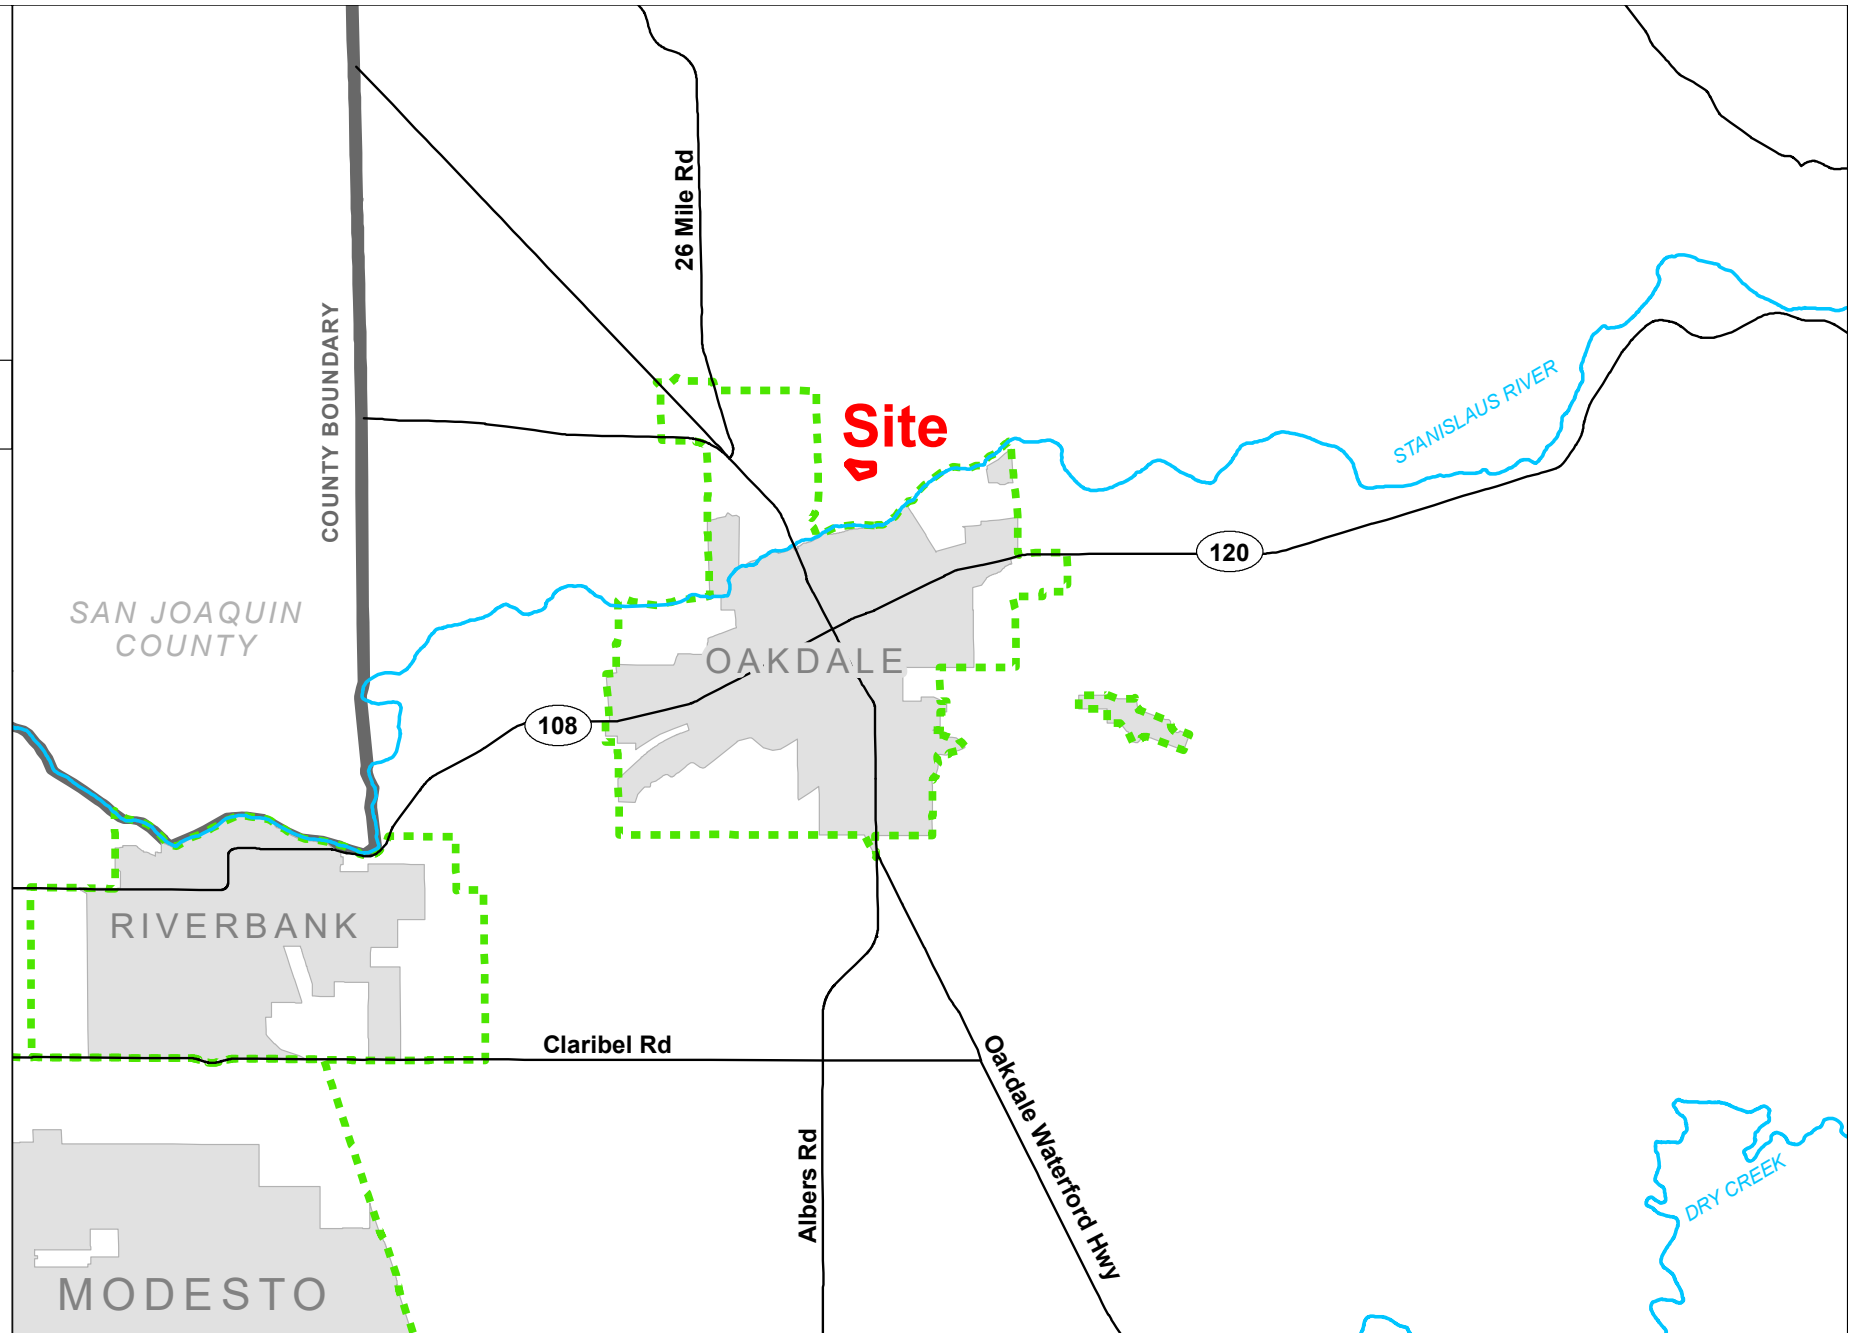 26 Mile Rd
COUNTY BOUNDARY
Site
STANISLAUS RIVER
120
SAN JOAQUIN
COUNTY
OAKDALE
108
RIVERBANK
Claribel Rd
Oakdale Waterford Hwy
Albers Rd
DRY CREEK
MODESTO